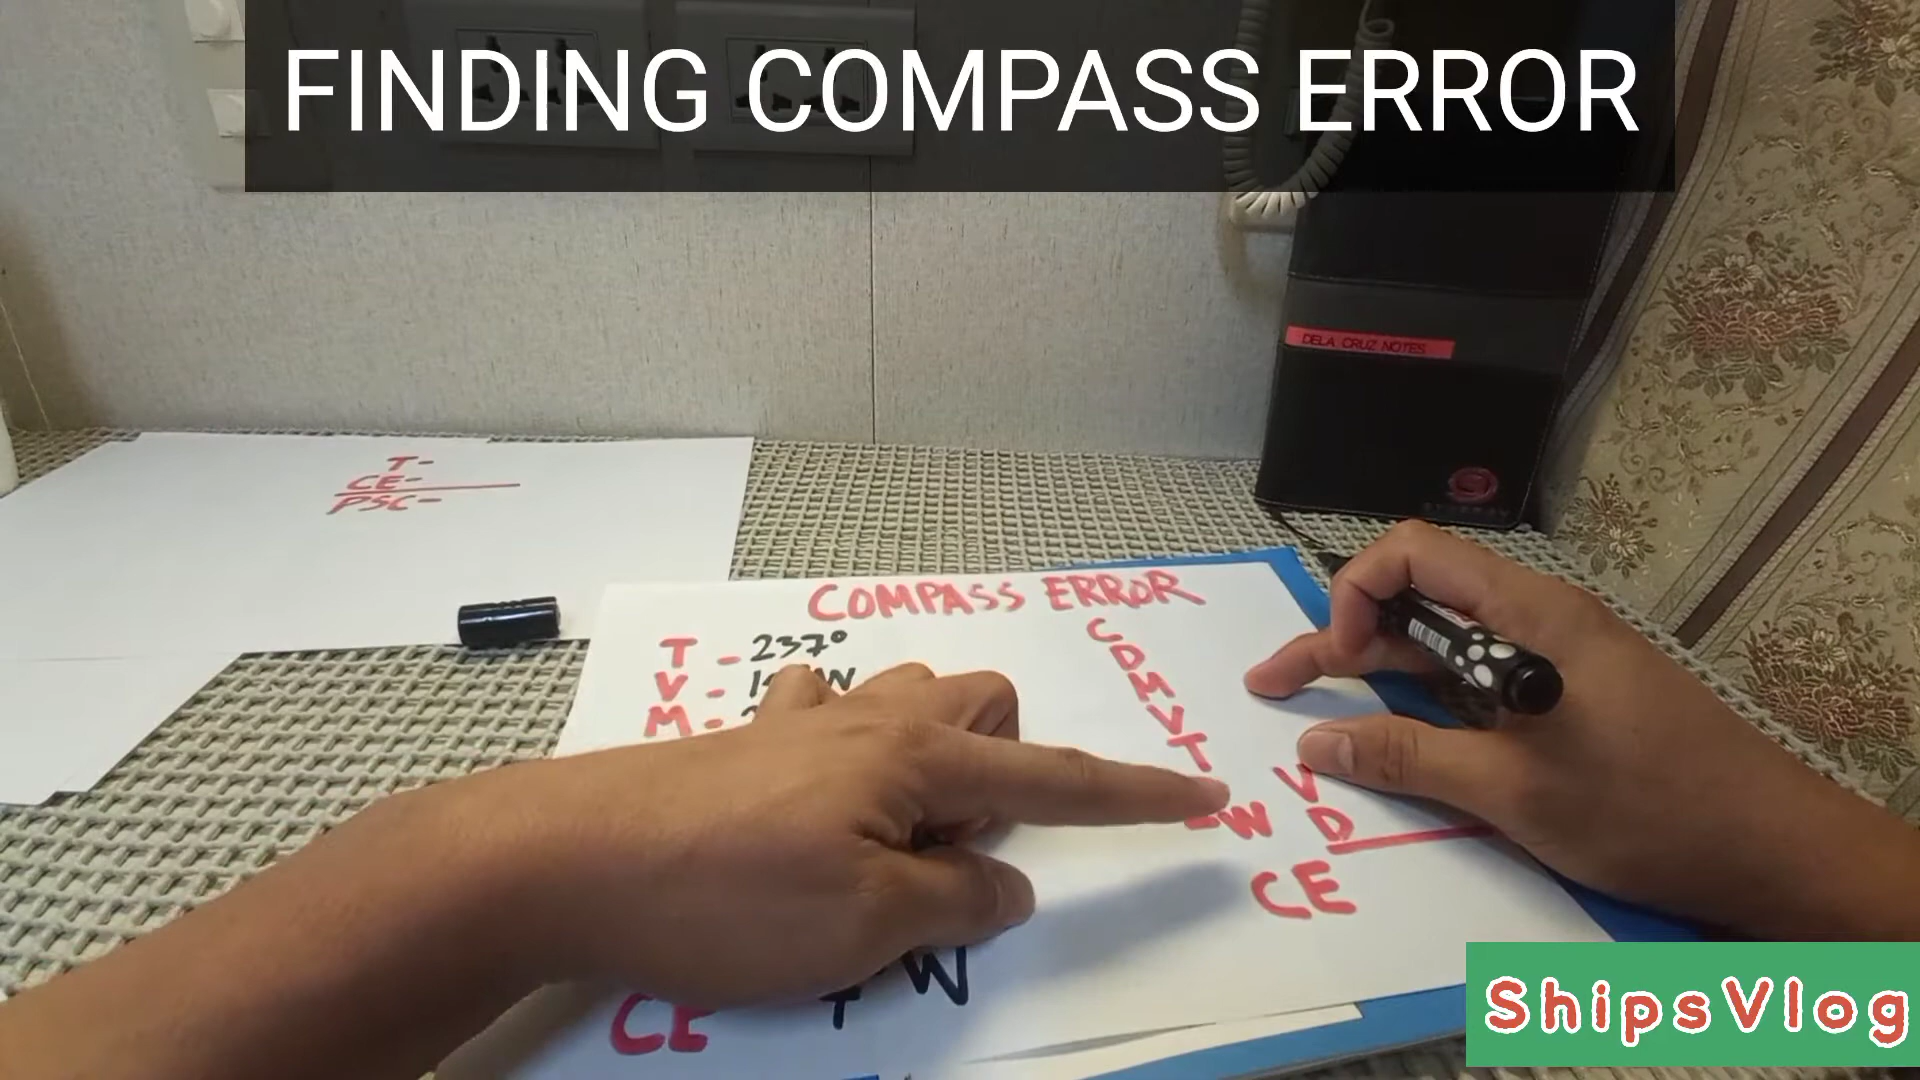 FINDING COMPASS ERROR
DELA CRUZ NOTES
T-
CE-
PSC-
COMPASS ERROR
T - 237°
V -
M -
C
D
M
V
T
-W
V
D
CE
W
CE
ShipsVlog